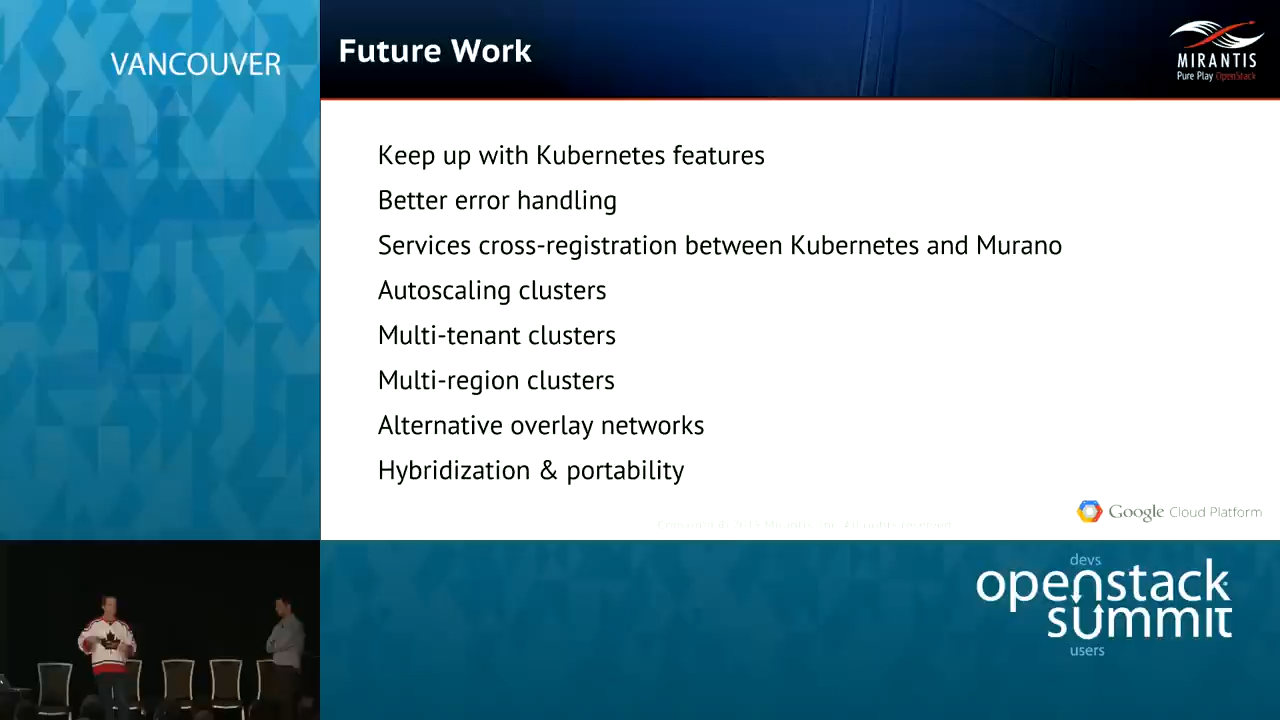 VANCOUVER
Future Work
MIRANTIS
Pure Play OpenStack
Keep up with Kubernetes features
Better error handling
Services cross-registration between Kubernetes and Murano
Autoscaling clusters
Multi-tenant clusters
Multi-region clusters
Alternative overlay networks
Hybridization & portability
Google Cloud Platform
devs
openstack
summit
users